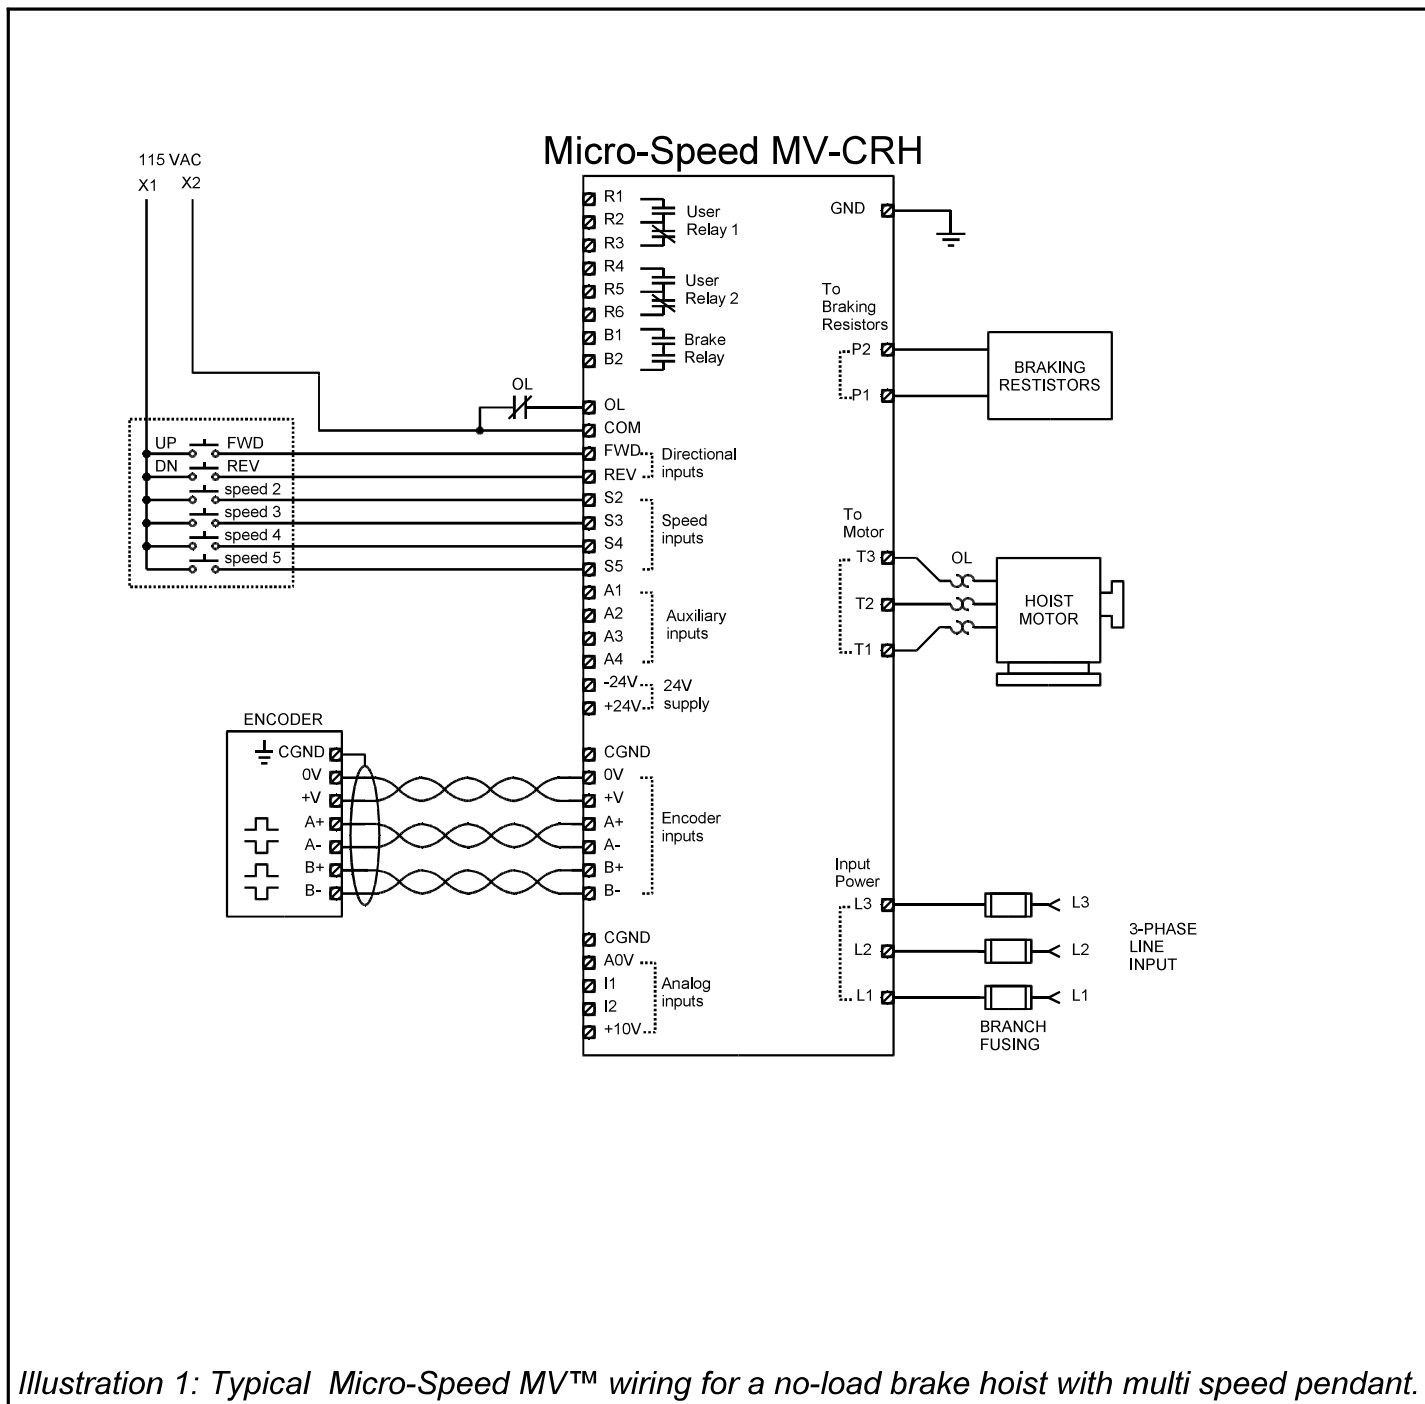 Micro-Speed MV-CRH
115 VAC
X1 X2
R1
R2
R3
User
Relay 1
R4
R5
R6
User
Relay 2
B1
B2
Brake
Relay
OL
OL
COM
UP FWD
DN REV
speed 2
speed 3
speed 4
speed 5
FWD
REV
Directional
inputs
S2
S3
S4
S5
Speed
inputs
A1
A2
A3
A4
Auxiliary
inputs
-24V
+24V
24V
supply
ENCODER
CGND
0V
+V
A+
A-
B+
B-
CGND
0V
+V
A+
A-
B+
B-
Encoder
inputs
CGND
A0V
I1
I2
+10V
Analog
inputs
GND
To
Braking
Resistors
P2
P1
BRAKING
RESTISTORS
To
Motor
T3
T2
T1
OL
HOIST
MOTOR
Input
Power
L3
L2
L1
L3
L2
L1
3-PHASE
LINE
INPUT
BRANCH
FUSING
Illustration 1: Typical Micro-Speed MV™ wiring for a no-load brake hoist with multi speed pendant.